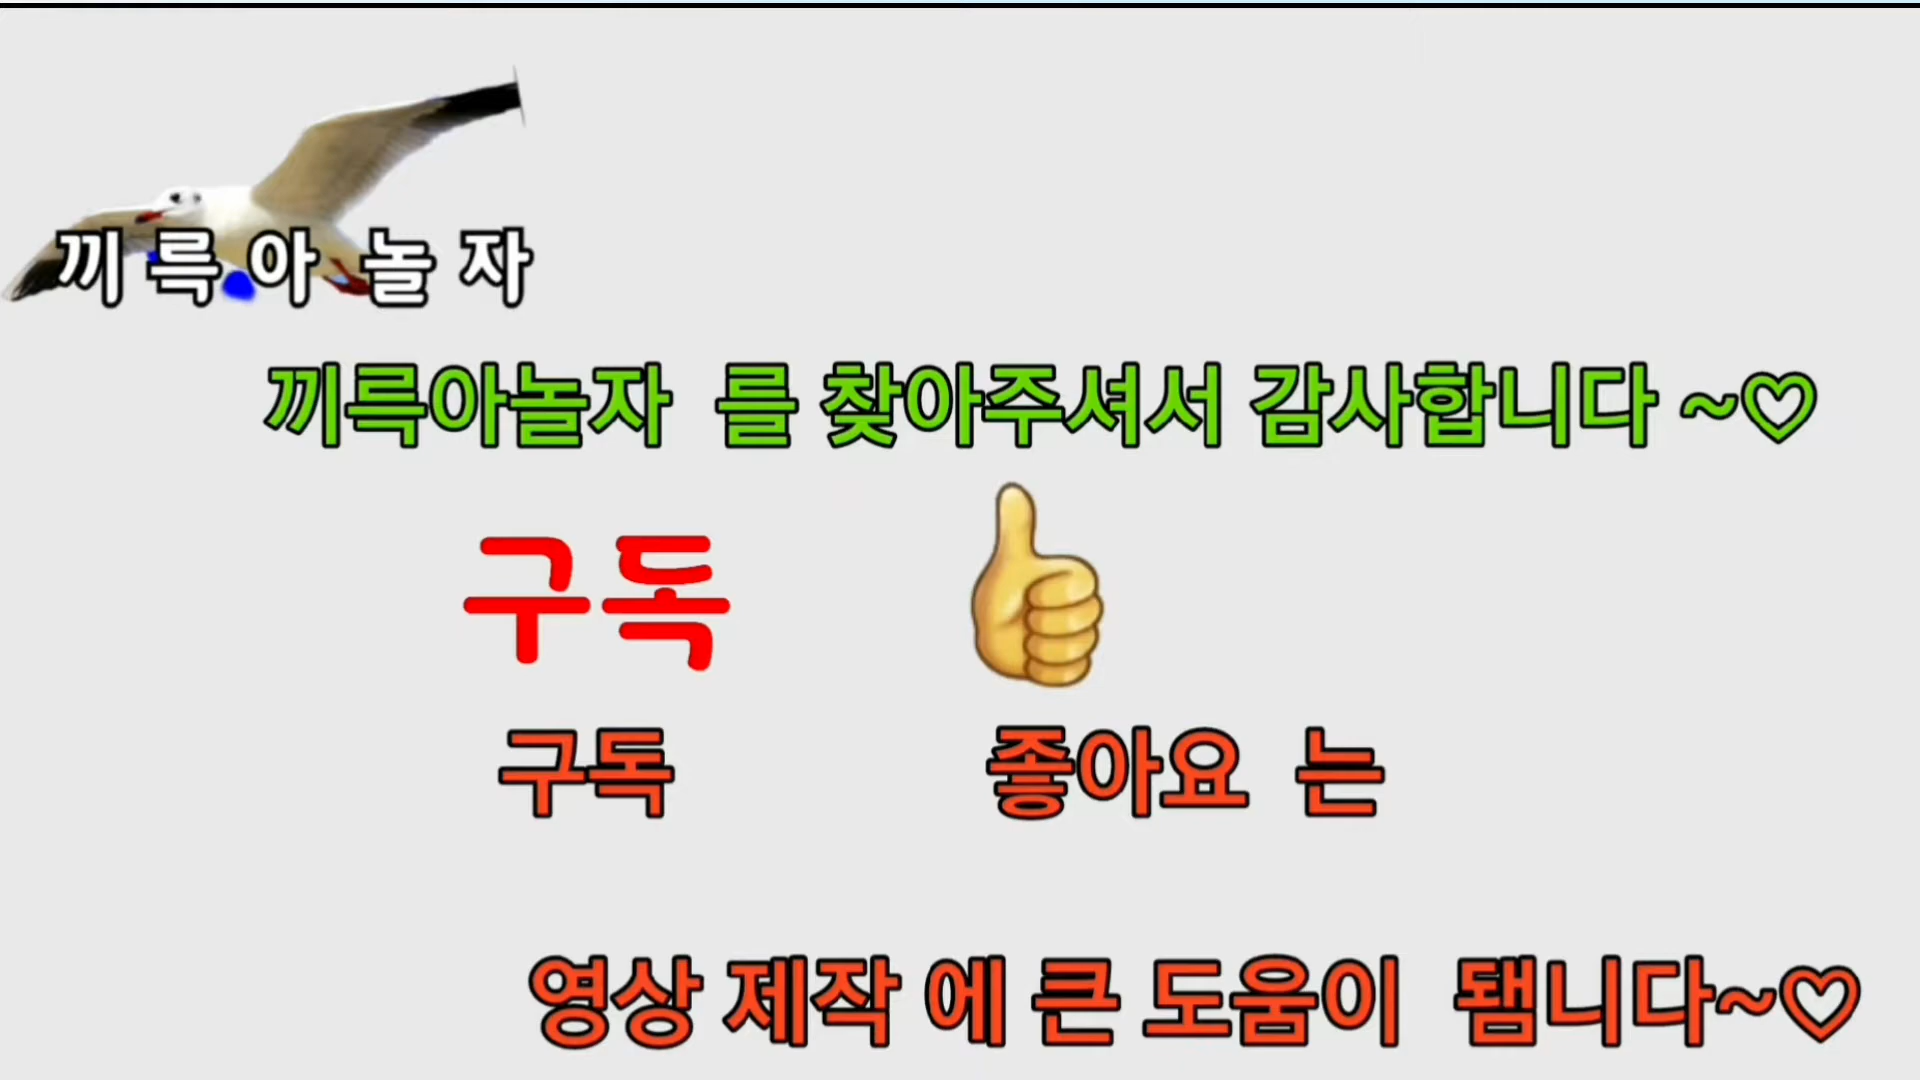 끼륵아 놀자
끼륵아놀자 를 찾아주셔서 감사합니다 ~♡
구독
구독 좋아요 는
영상 제작 에 큰 도움이 됍니다~♡